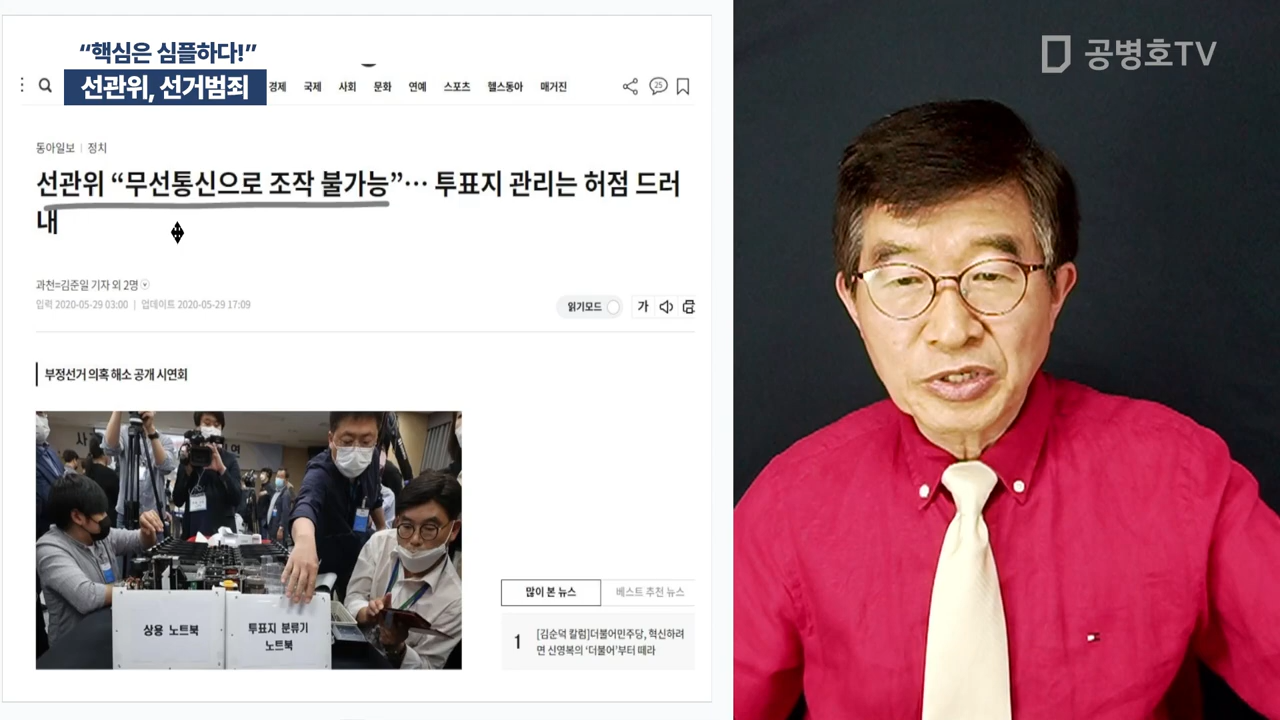 “핵심은 심플하다!”
선관위, 선거범죄
경제 국제 사회 문화 연예 스포츠 헬스동아 매거진
25
동아일보 | 정치
선관위 “무선통신으로 조작 불가능”… 투표지 관리는 허점 드러
내
과천=김준일 기자 외 2명
입력 2020-05-29 03:00 | 업데이트 2020-05-29 17:09
읽기모드
가
부정선거 의혹 해소 공개 시연회
상용 노트북
투표지 분류기
노트북
많이 본 뉴스
베스트 추천 뉴스
1
[김순덕 칼럼]더불어민주당, 혁신하려
면 신영복의 ‘더불어’부터 떼라
공병호TV